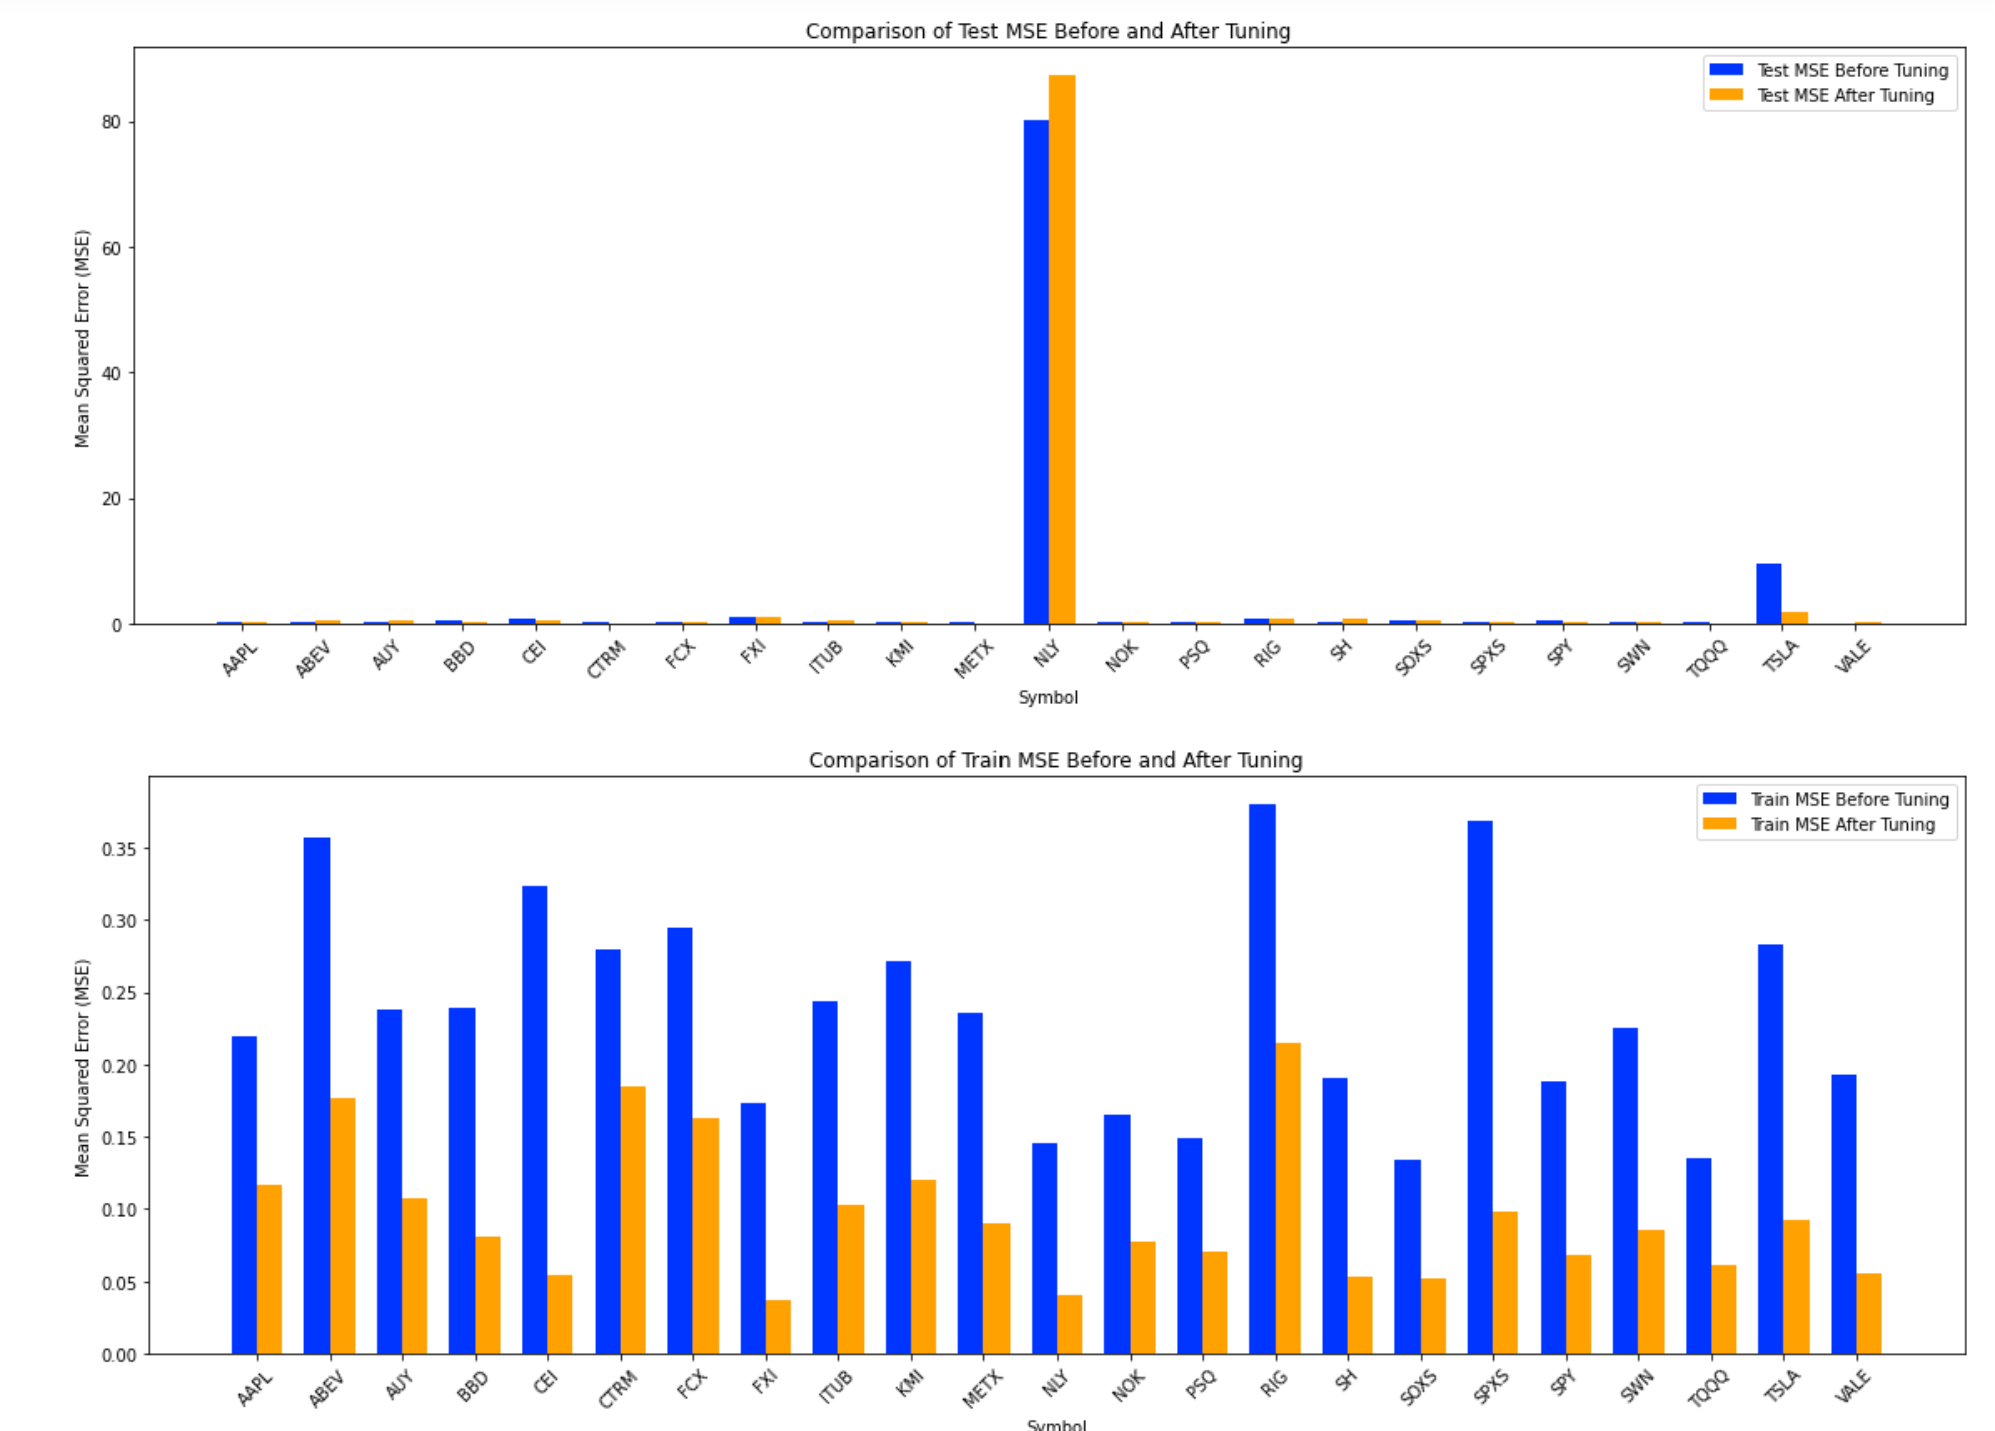 Comparison of Test MSE Before and After Tuning
Test MSE Before Tuning
Test MSE After Tuning
Mean Squared Error (MSE)
80
60
40
20
0
AAPL ABEV AUY BBD CEI CTRM FCX FXI ITUB KMI METX NLY NOK PSQ RIG SH SOXS SPXS SPY SWN TQQQ TSLA VALE
Symbol
Comparison of Train MSE Before and After Tuning
Train MSE Before Tuning
Train MSE After Tuning
Mean Squared Error (MSE)
0.35
0.30
0.25
0.20
0.15
0.10
0.05
0.00
AAPL ABEV AUY BBD CEI CTRM FCX FXI ITUB KMI METX NLY NOK PSQ RIG SH SOXS SPXS SPY SWN TQQQ TSLA VALE
Symbol